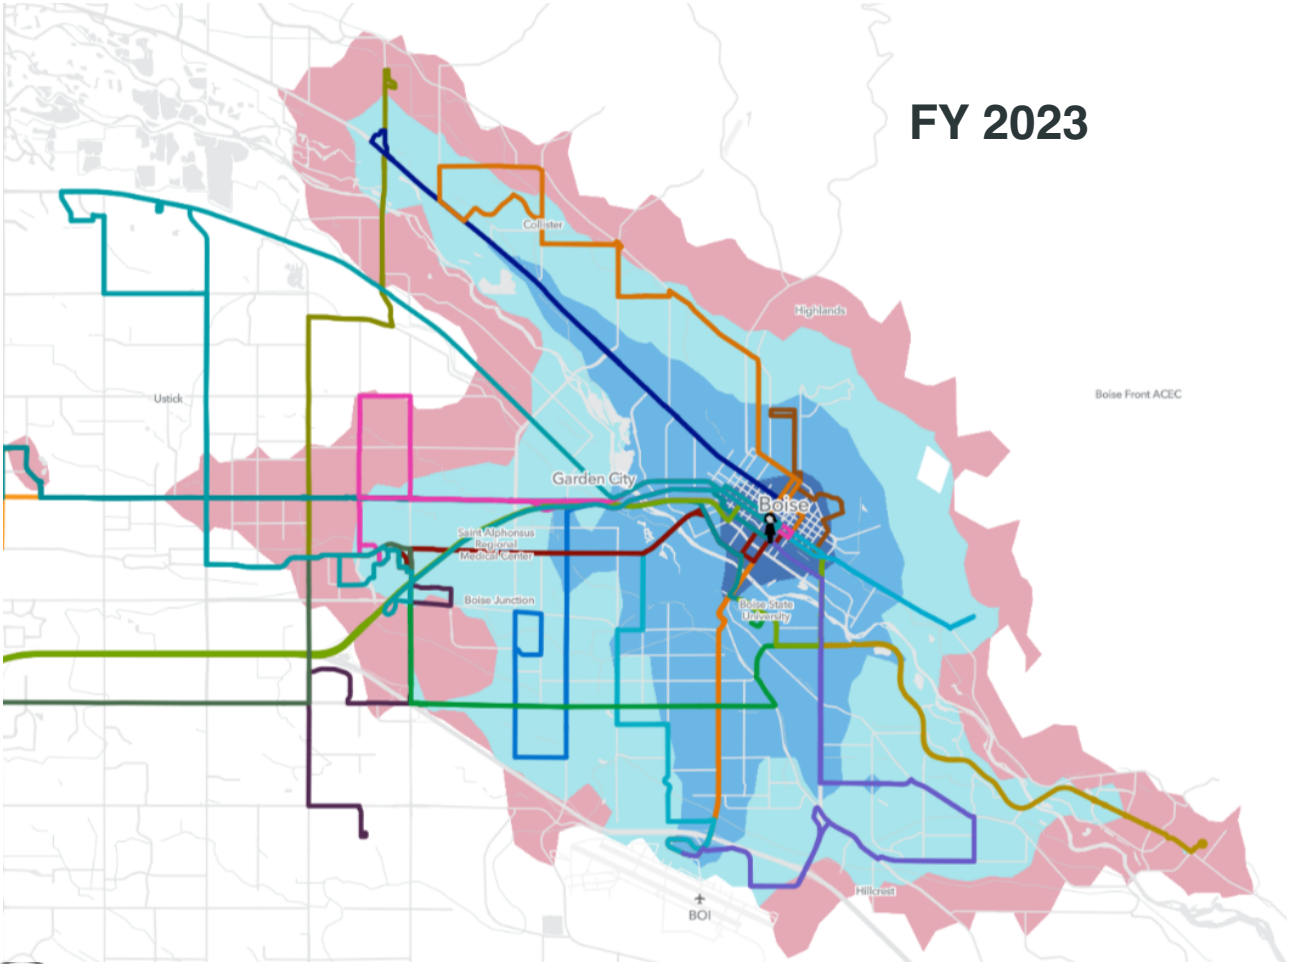 FY 2023
Collister
Highlands
Ustick
Boise Front ACEC
Garden City
Boise
Saint Alphonsus
Regional
Medical Center
Boise Junction
Boise State
University
Hillcrest
BOI